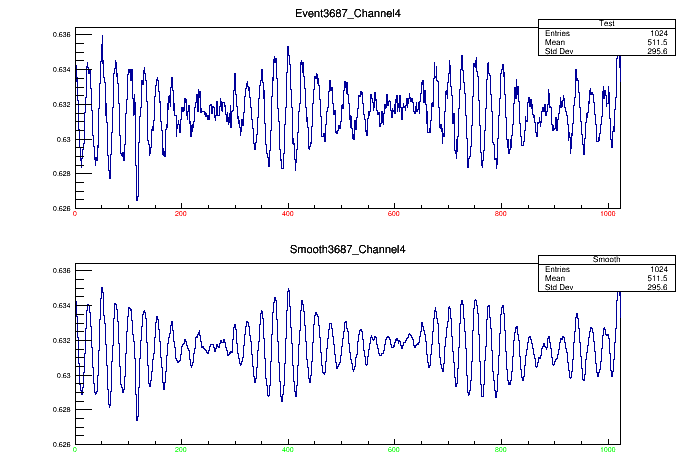 Event3687_Channel4
Test
Entries 1024
Mean 511.5
Std Dev 295.6
0.636
0.634
0.632
0.63
0.628
0.626
0 200 400 600 800 1000
Smooth3687_Channel4
Smooth
Entries 1024
Mean 511.5
Std Dev 295.6
0.636
0.634
0.632
0.63
0.628
0.626
0 200 400 600 800 1000